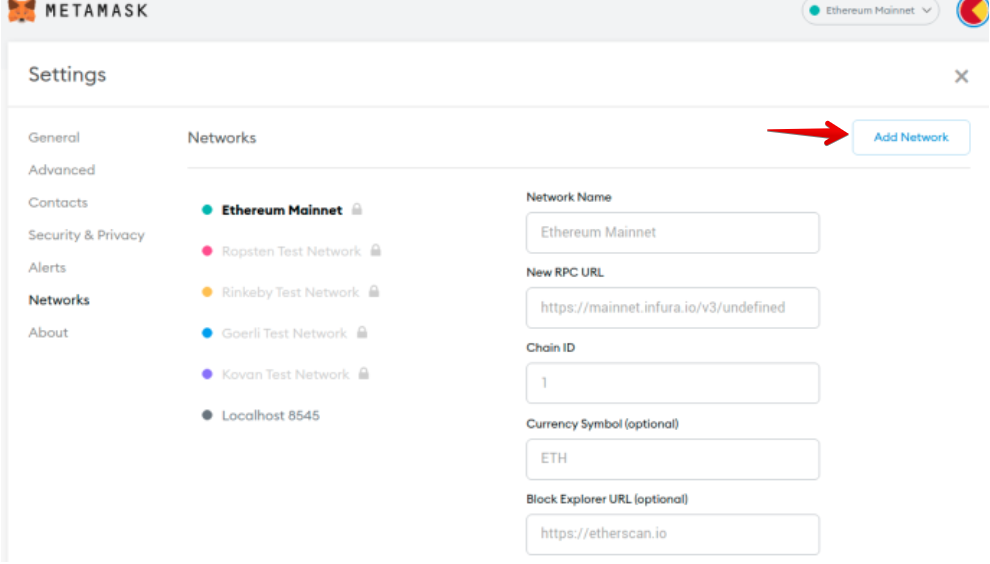 METAMASK
Ethereum Mainnet
Settings
General
Advanced
Contacts
Security & Privacy
Alerts
Networks
About
Networks
Add Network
Ethereum Mainnet
Ropsten Test Network
Rinkeby Test Network
Goerli Test Network
Kovan Test Network
Localhost 8545
Network Name
Ethereum Mainnet
New RPC URL
https://mainnet.infura.io/v3/undefined
Chain ID
1
Currency Symbol (optional)
ETH
Block Explorer URL (optional)
https://etherscan.io